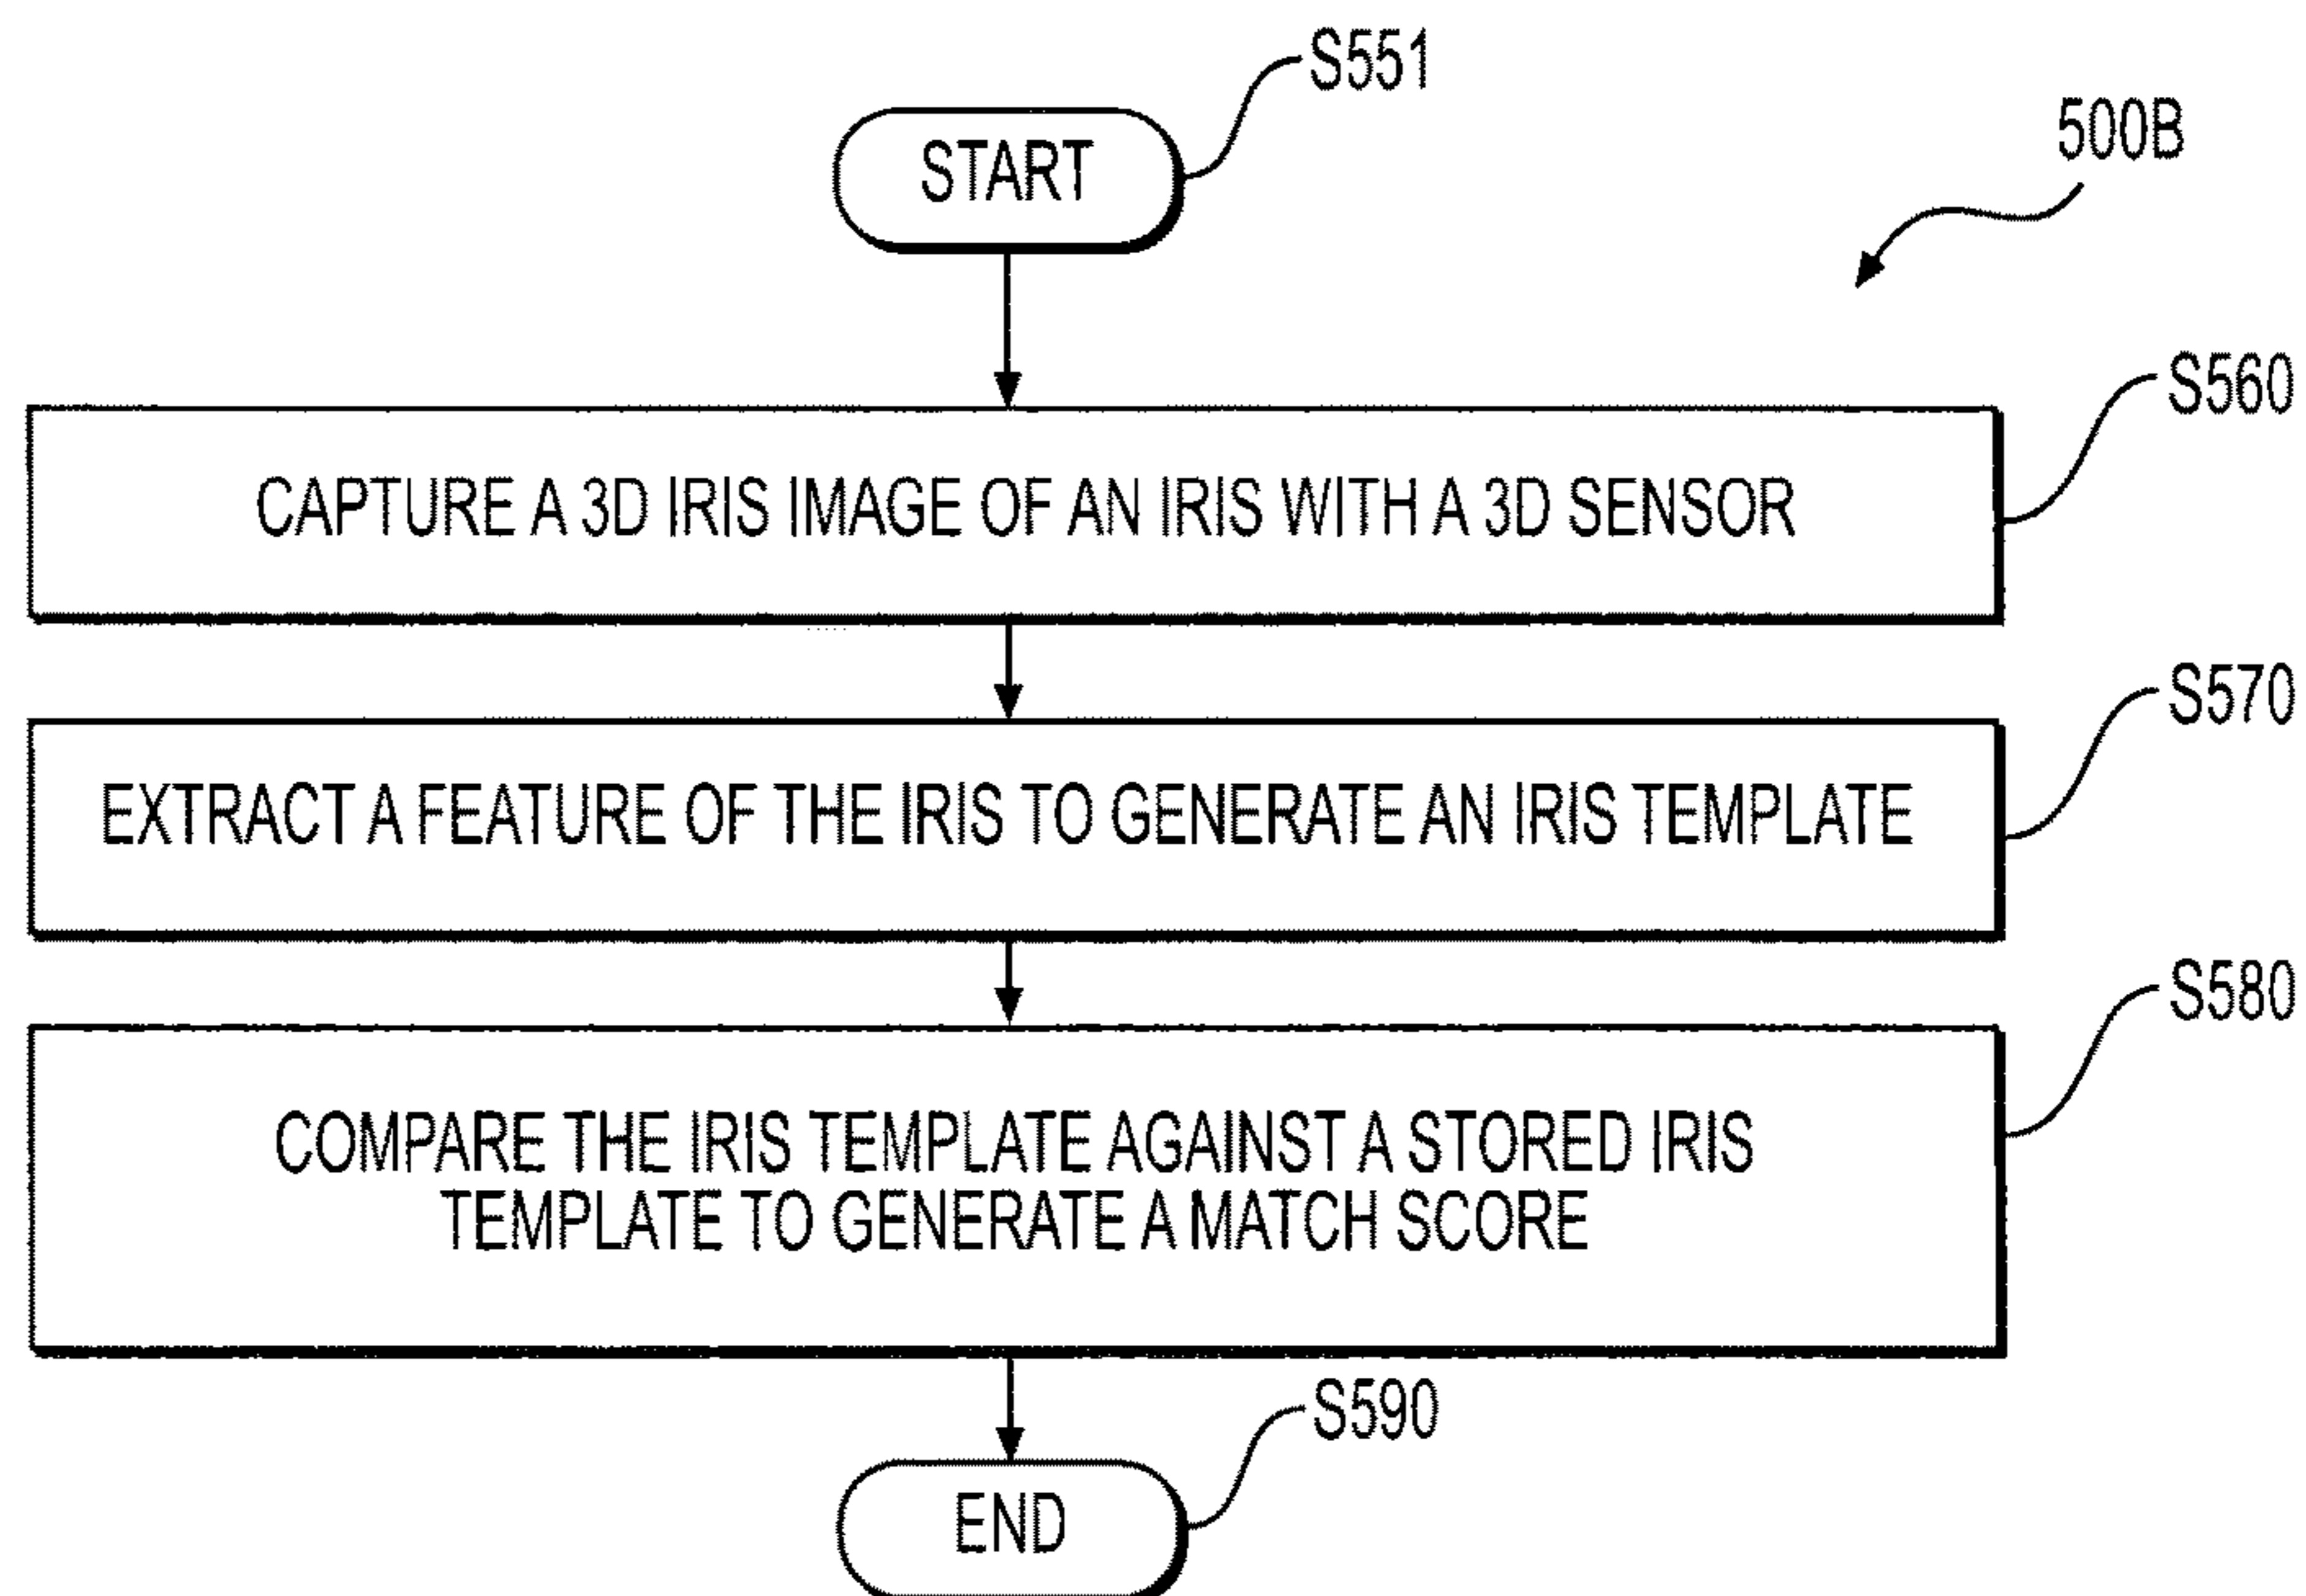 S551
START
500B
S560
CAPTURE A 3D IRIS IMAGE OF AN IRIS WITH A 3D SENSOR
S570
EXTRACT A FEATURE OF THE IRIS TO GENERATE AN IRIS TEMPLATE
S580
COMPARE THE IRIS TEMPLATE AGAINST A STORED IRIS
TEMPLATE TO GENERATE A MATCH SCORE
S590
END